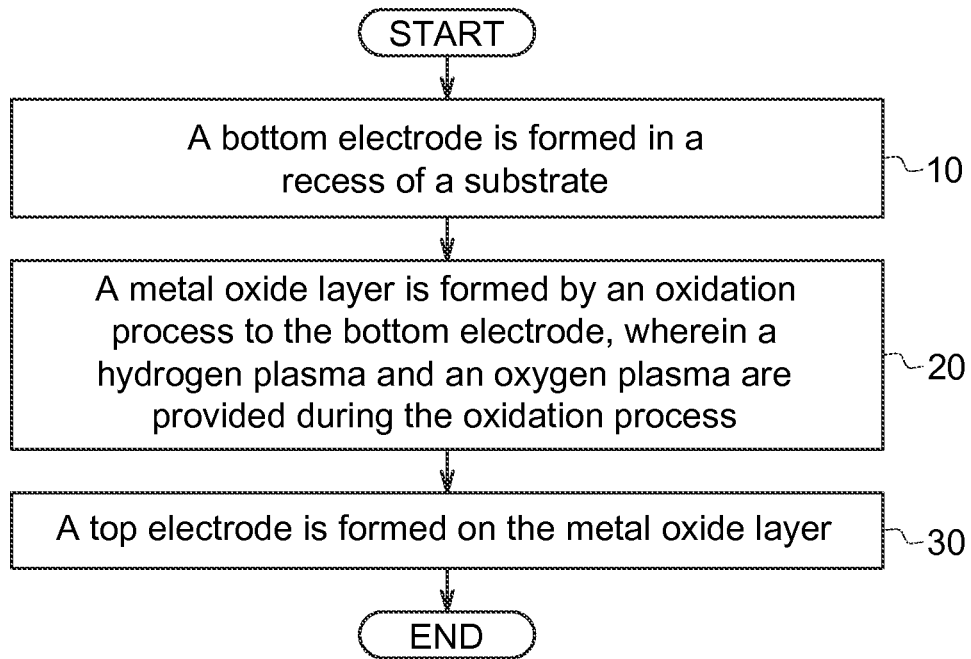 START
A bottom electrode is formed in a
recess of a substrate
10
A metal oxide layer is formed by an oxidation
process to the bottom electrode, wherein a
hydrogen plasma and an oxygen plasma are
provided during the oxidation process
20
A top electrode is formed on the metal oxide layer
30
END